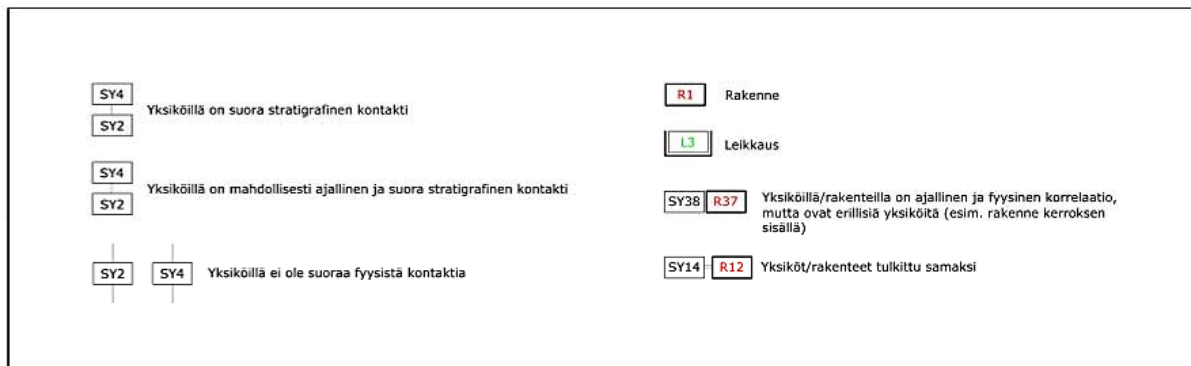 SY4
SY2
Yksiköillä on suora stratigrafinen kontakti
SY4
SY2
Yksiköillä on mahdollisesti ajallinen ja suora stratigrafinen kontakti
SY2
SY4
Yksiköillä ei ole suoraa fyysistä kontaktia
R1
Rakenne
L3
Leikkaus
SY38
R37
Yksiköillä/rakenteilla on ajallinen ja fyysinen korrelaatio,
mutta ovat erillisiä yksiköitä (esim. rakenne kerroksen
sisällä)
SY14
R12
Yksiköt/rakenteet tulkittu samaksi